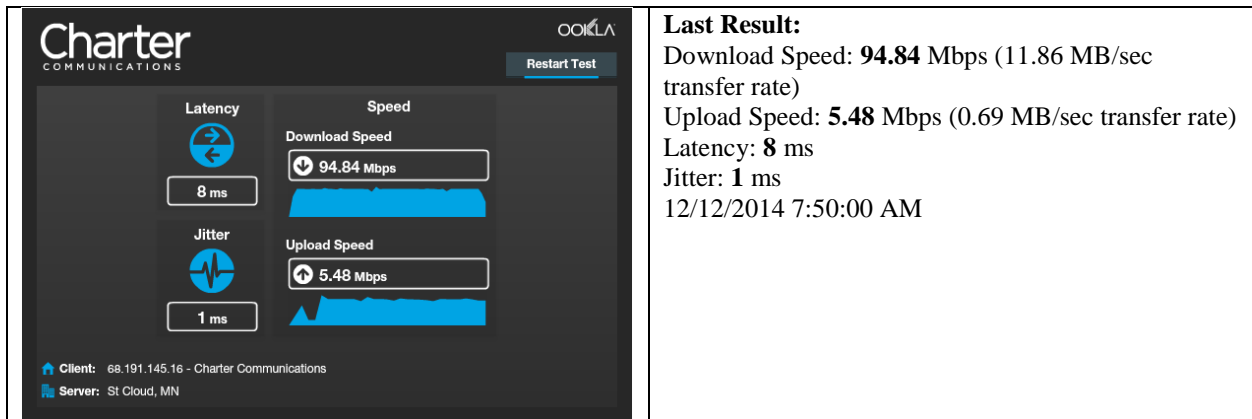 Charter
COMMUNICATIONS
OOKLA
Restart Test
Latency
8 ms
Jitter
1 ms
Speed
Download Speed
94.84 Mbps
Upload Speed
5.48 Mbps
Client: 68.191.145.16 - Charter Communications
Server: St Cloud, MN
Last Result:
Download Speed: 94.84 Mbps (11.86 MB/sec
transfer rate)
Upload Speed: 5.48 Mbps (0.69 MB/sec transfer rate)
Latency: 8 ms
Jitter: 1 ms
12/12/2014 7:50:00 AM